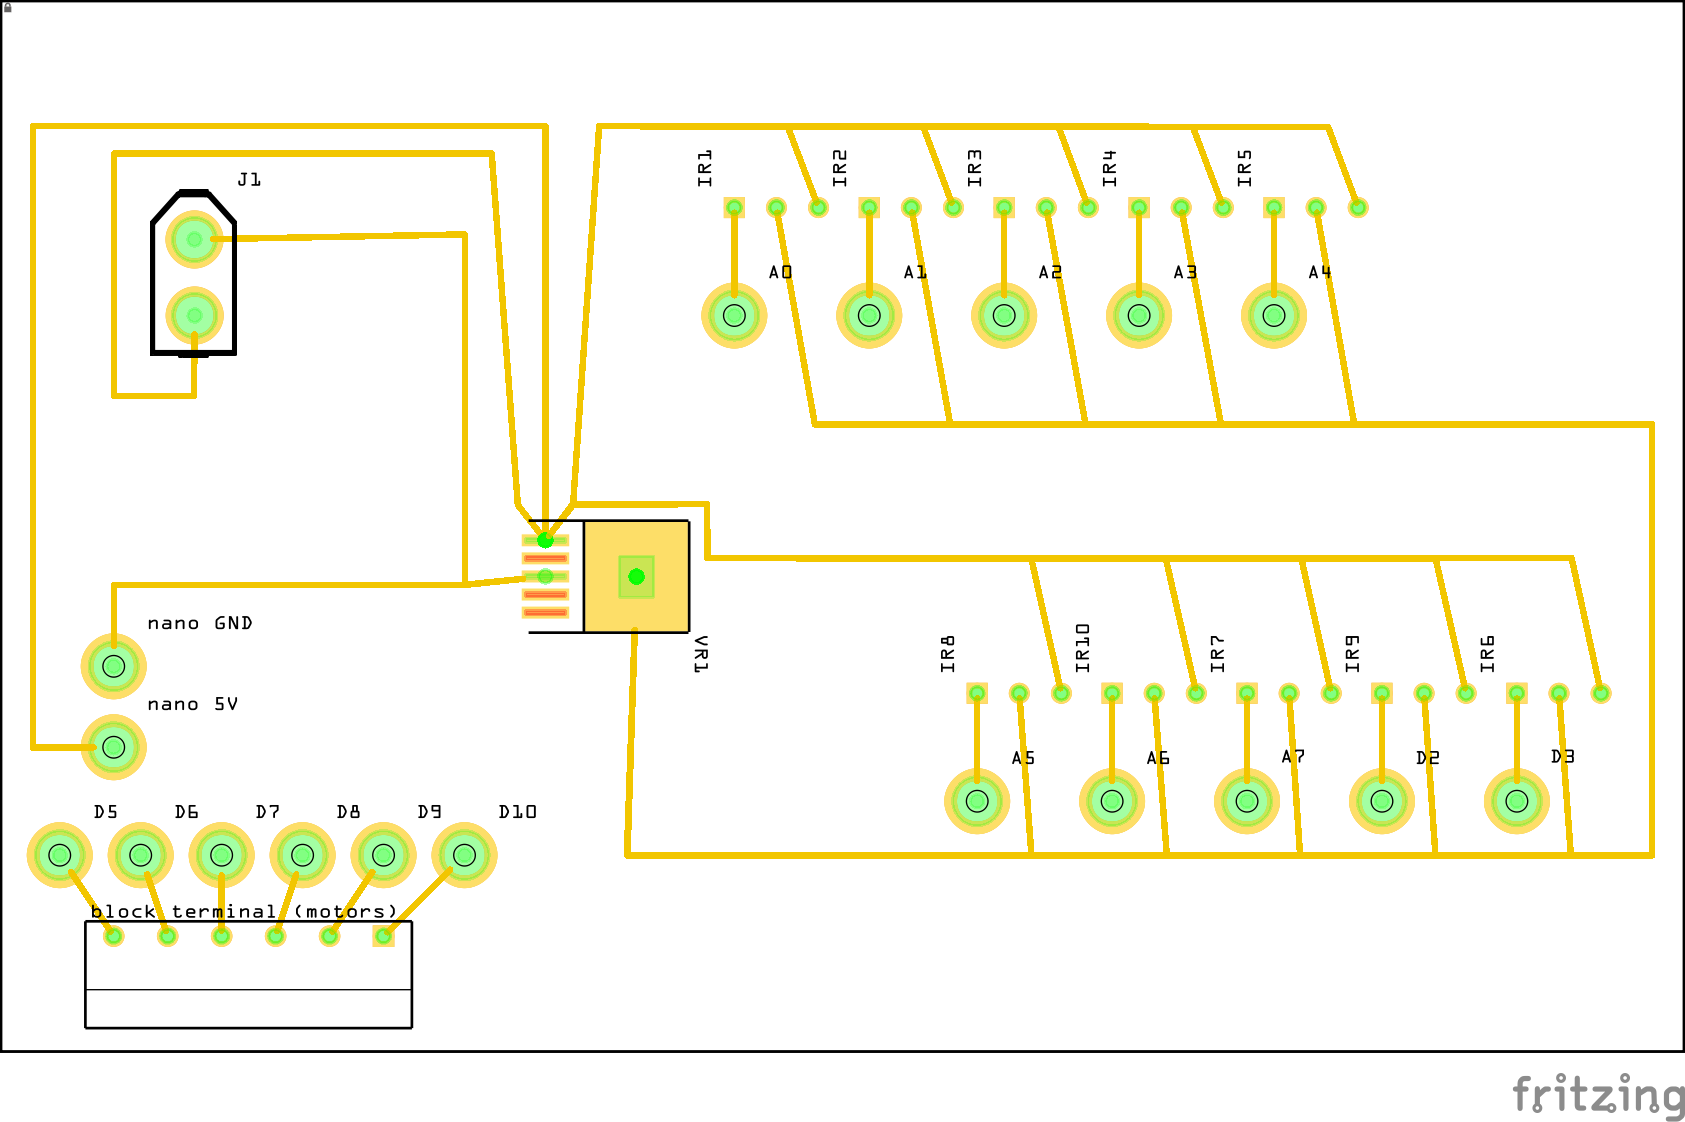 J1
IR1
IR2
IR3
IR4
IR5
A0
A1
A2
A3
A4
nano GND
nano 5V
VR1
IR8
IR10
IR7
IR9
IR6
A5
A6
A7
D2
D3
D5
D6
D7
D8
D9
D10
block terminal (motors)
fritzing